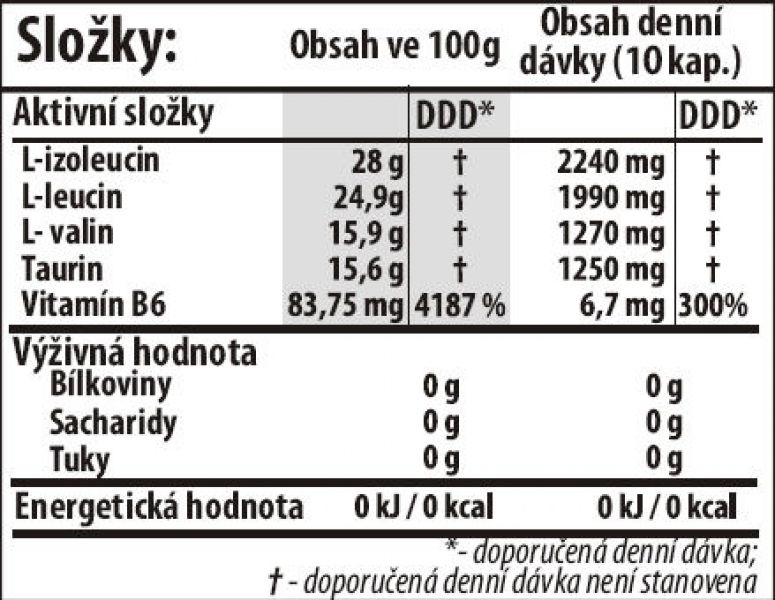 Složky: Obsah ve 100g Obsah denní dávky (10 kap.)
Aktivní složky DDD* DDD*
L-izoleucin 28 g † 2240 mg †
L-leucin 24,9g † 1990 mg †
L- valin 15,9 g † 1270 mg †
Taurin 15,6 g † 1250 mg †
Vitamín B6 83,75 mg 4187 % 6,7 mg 300%
Výživná hodnota
Bílkoviny 0 g 0 g
Sacharidy 0 g 0 g
Tuky 0 g 0 g
Energetická hodnota 0 kJ / 0 kcal 0 kJ / 0 kcal
*- doporučená denní dávka;
† - doporučená denní dávka není stanovena